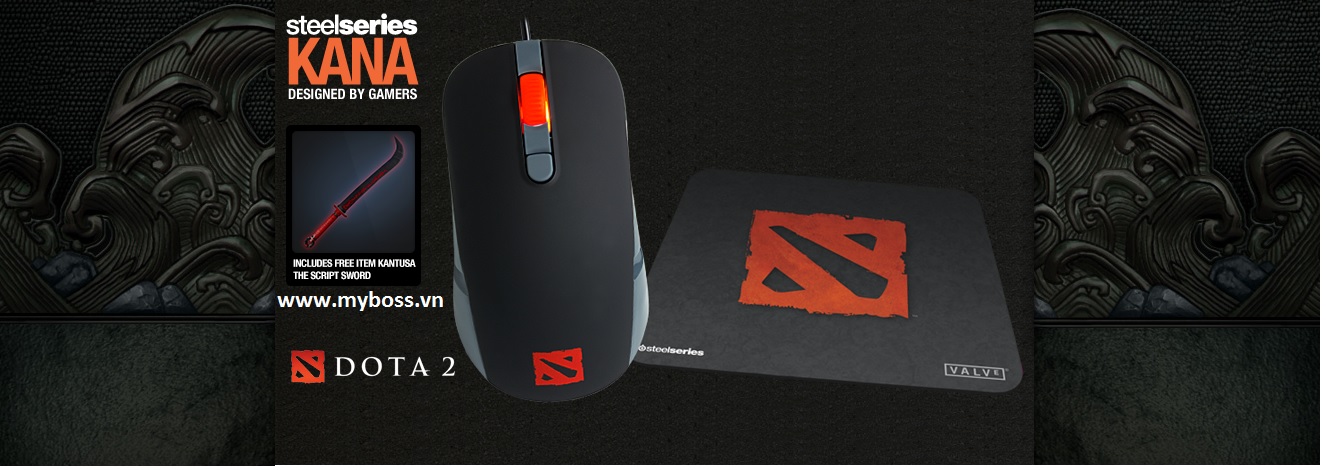 steelseries
KANA
DESIGNED BY GAMERS
INCLUDES FREE ITEM KANTUSA
THE SCRIPT SWORD
www.myboss.vn
DOTA 2
steelseries
VALVE